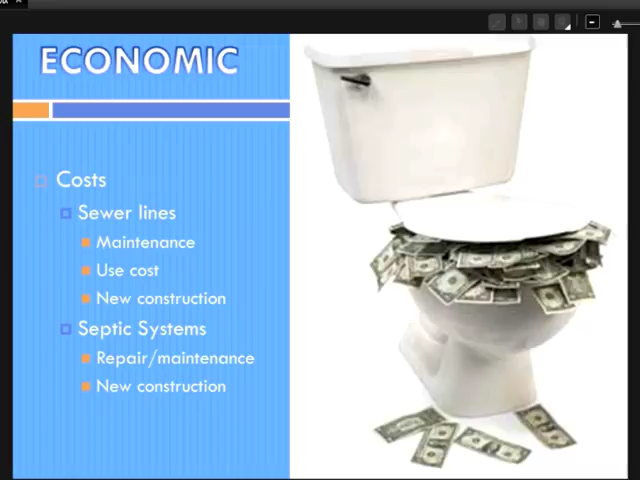 ECONOMIC
Costs
Sewer lines
Maintenance
Use cost
New construction
Septic Systems
Repair/maintenance
New construction